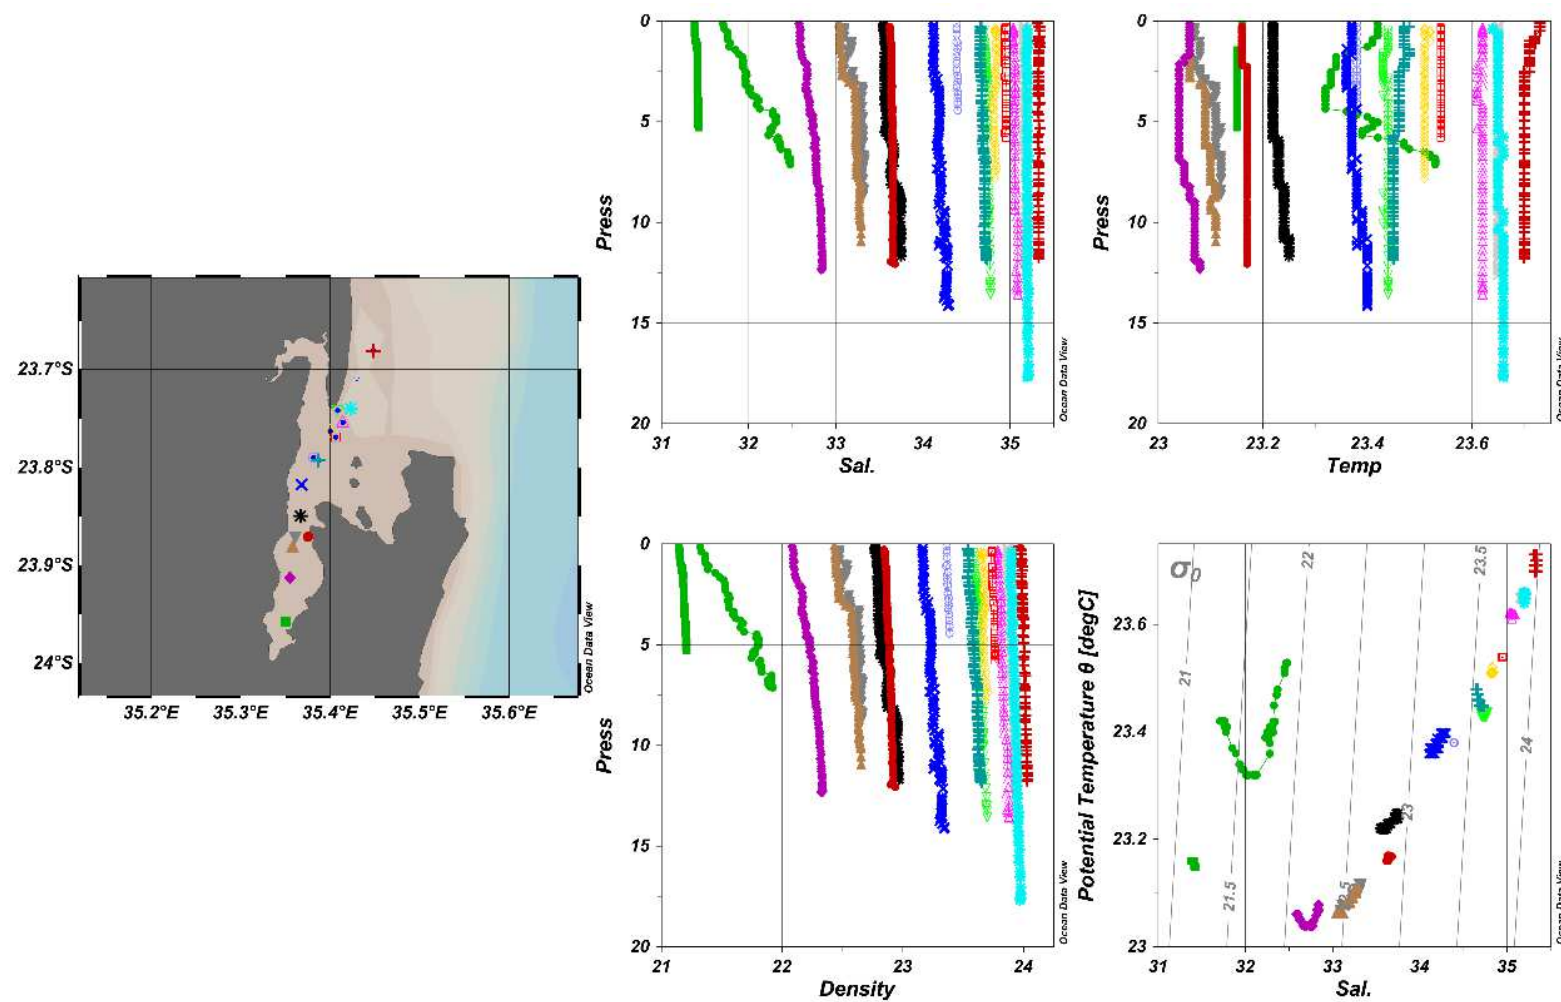 0
5
10
15
20
Press
31
32
33
34
35
Sal.
Ocean Data View
0
5
10
15
20
Press
23
23.2
23.4
23.6
Temp
Ocean Data View
23.7°S
23.8°S
23.9°S
24°S
35.2°E
35.3°E
35.4°E
35.5°E
35.6°E
Ocean Data View
0
5
10
15
20
Press
21
22
23
24
Density
Ocean Data View
σ0
21
21.5
22
22.5
23
23.5
24
23.6
23.4
23.2
23
Potential Temperature θ [degC]
31
32
33
34
35
Sal.
Ocean Data View